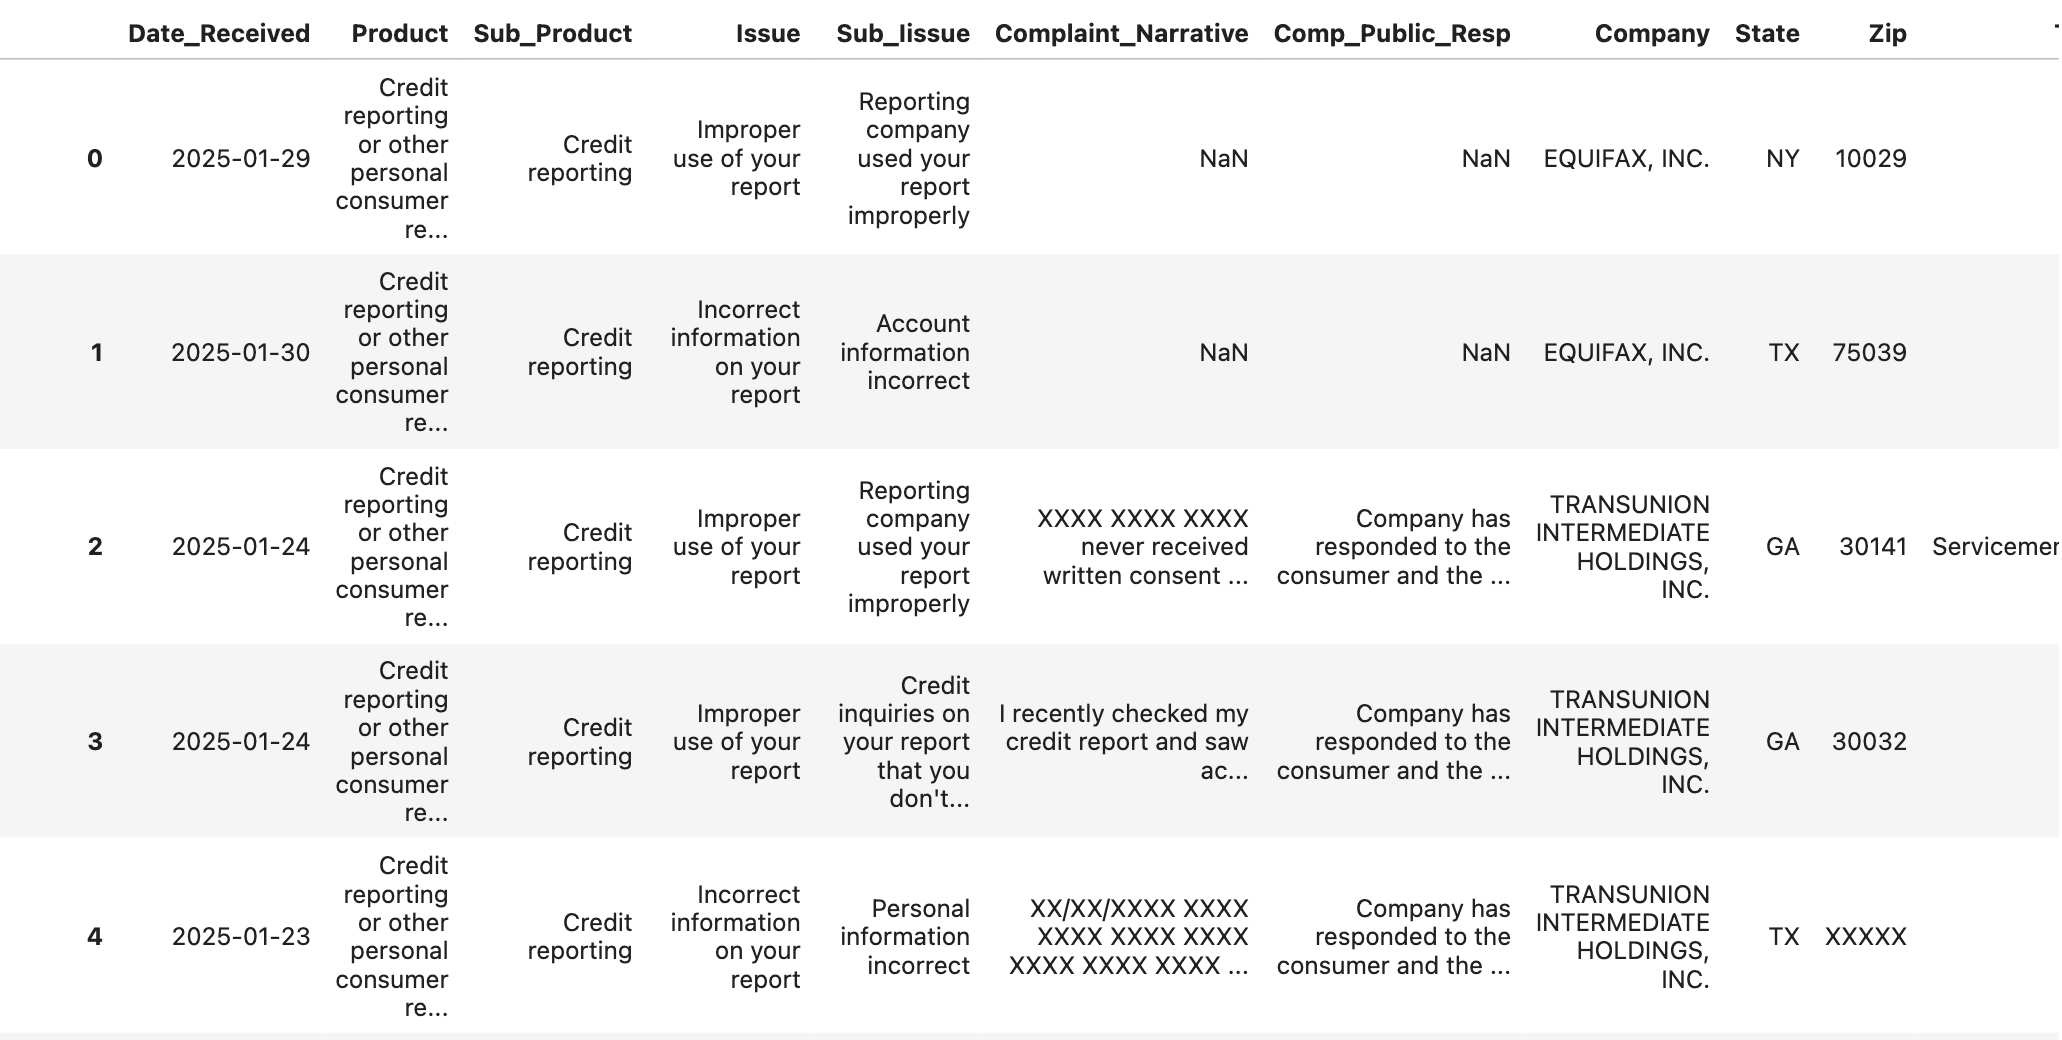 Date_Received Product Sub_Product Issue Sub_Iissue Complaint_Narrative Comp_Public_Resp Company State Zip
0
2025-01-29
Credit
reporting
or other
personal
consumer
re...
Credit
reporting
Improper
use of your
report
Reporting
company
used your
report
improperly
NaN
NaN
EQUIFAX, INC.
NY
10029
1
2025-01-30
Credit
reporting
or other
personal
consumer
re...
Credit
reporting
Incorrect
information
on your
report
Account
information
incorrect
NaN
NaN
EQUIFAX, INC.
TX
75039
2
2025-01-24
Credit
reporting
or other
personal
consumer
re...
Credit
reporting
Improper
use of your
report
Reporting
company
used your
report
improperly
XXXX XXXX XXXX
never received
written consent ...
Company has
responded to the
consumer and the ...
TRANSUNION
INTERMEDIATE
HOLDINGS,
INC.
GA
30141
3
2025-01-24
Credit
reporting
or other
personal
consumer
re...
Credit
reporting
Improper
use of your
report
Credit
inquiries on
your report
that you
don't...
I recently checked my
credit report and saw
ac...
Company has
responded to the
consumer and the ...
TRANSUNION
INTERMEDIATE
HOLDINGS,
INC.
GA
30032
4
2025-01-23
Credit
reporting
or other
personal
consumer
re...
Credit
reporting
Incorrect
information
on your
report
Personal
information
incorrect
XX/XX/XXXX XXXX
XXXX XXXX XXXX
XXXX XXXX XXXX ...
Company has
responded to the
consumer and the ...
TRANSUNION
INTERMEDIATE
HOLDINGS,
INC.
TX
XXXXX